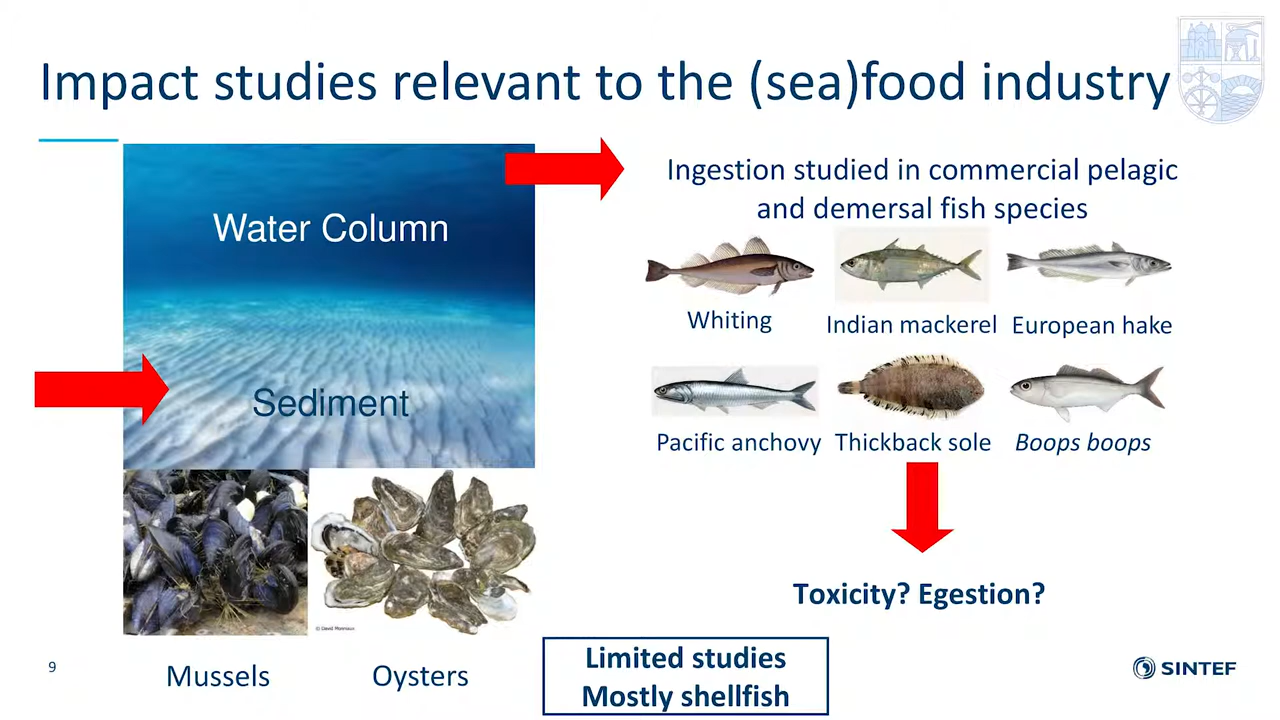 Impact studies relevant to the (sea)food industry
Water Column
Sediment
Ingestion studied in commercial pelagic
and demersal fish species
Whiting
Indian mackerel
European hake
Pacific anchovy
Thickback sole
Boops boops
Toxicity? Egestion?
© David Monniaux
Mussels
Oysters
Limited studies
Mostly shellfish
9
SINTEF